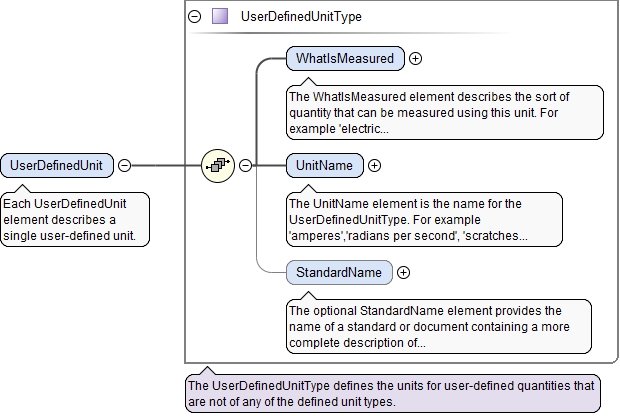 UserDefinedUnitType
WhatIsMeasured
The WhatIsMeasured element describes the sort of
quantity that can be measured using this unit. For
example 'electric...
UserDefinedUnit
Each UserDefinedUnit
element describes a
single user-defined unit.
UnitName
The UnitName element is the name for the
UserDefinedUnitType. For example
'amperes','radians per second', 'scratches...
StandardName
The optional StandardName element provides the
name of a standard or document containing a more
complete description of...
The UserDefinedUnitType defines the units for user-defined quantities that
are not of any of the defined unit types.